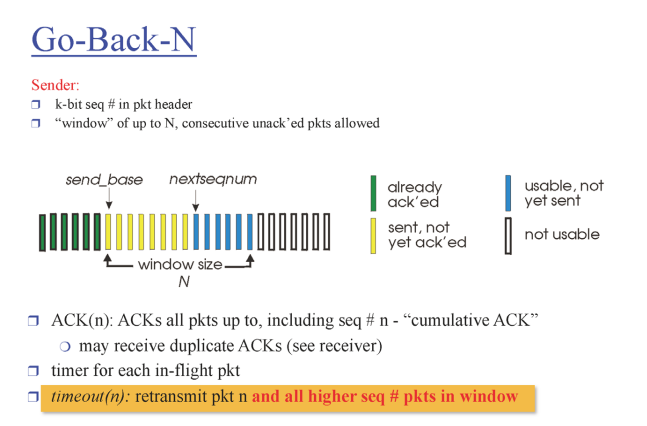 Go-Back-N
Sender:
k-bit seq # in pkt header
“window” of up to N, consecutive unack’ed pkts allowed
send_base
nextseqnum
window size
N
already
ack’ed
sent, not
yet ack’ed
usable, not
yet sent
not usable
ACK(n): ACKs all pkts up to, including seq # n - “cumulative ACK”
may receive duplicate ACKs (see receiver)
timer for each in-flight pkt
timeout(n): retransmit pkt n and all higher seq # pkts in window